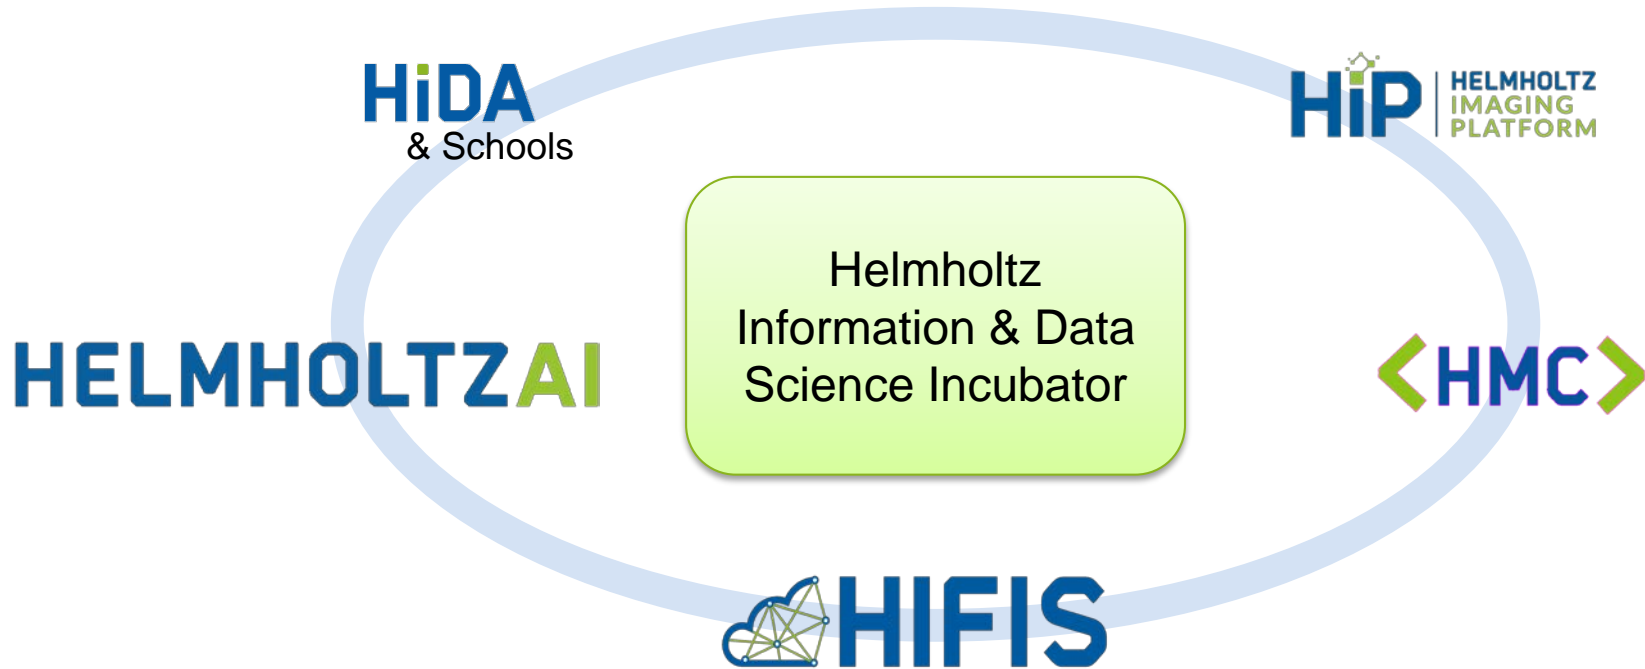 HiDA
& Schools
HiP
HELMHOLTZ
IMAGING
PLATFORM
Helmholtz
Information & Data
Science Incubator
HELMHOLTZAI
<HMC>
HIFIS